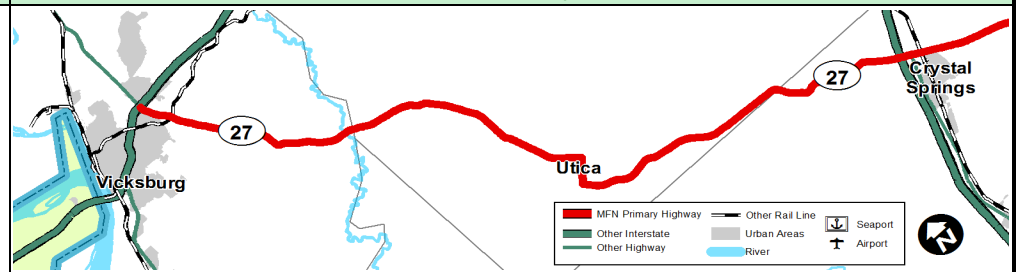 27
Crystal
Springs
27
Utica
Vicksburg
MFN Primary Highway
Other Interstate
Other Highway
Other Rail Line
Urban Areas
River
Seaport
Airport
N